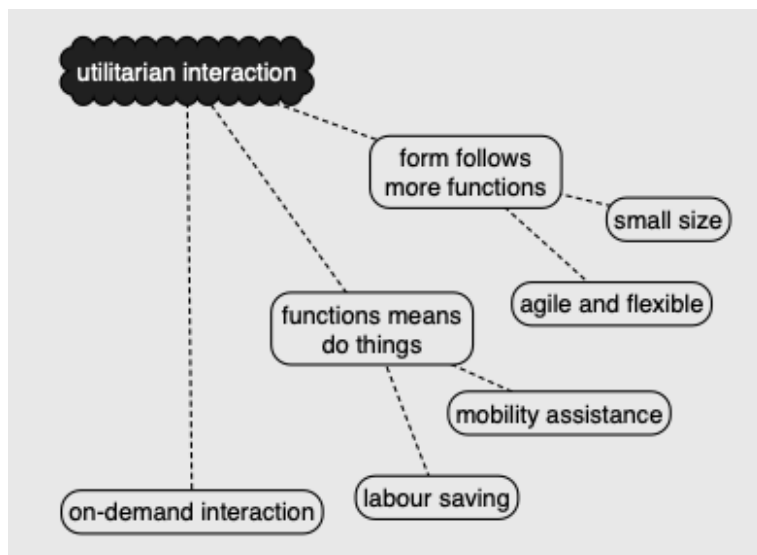 utilitarian interaction
form follows
more functions
small size
agile and flexible
functions means
do things
mobility assistance
labour saving
on-demand interaction